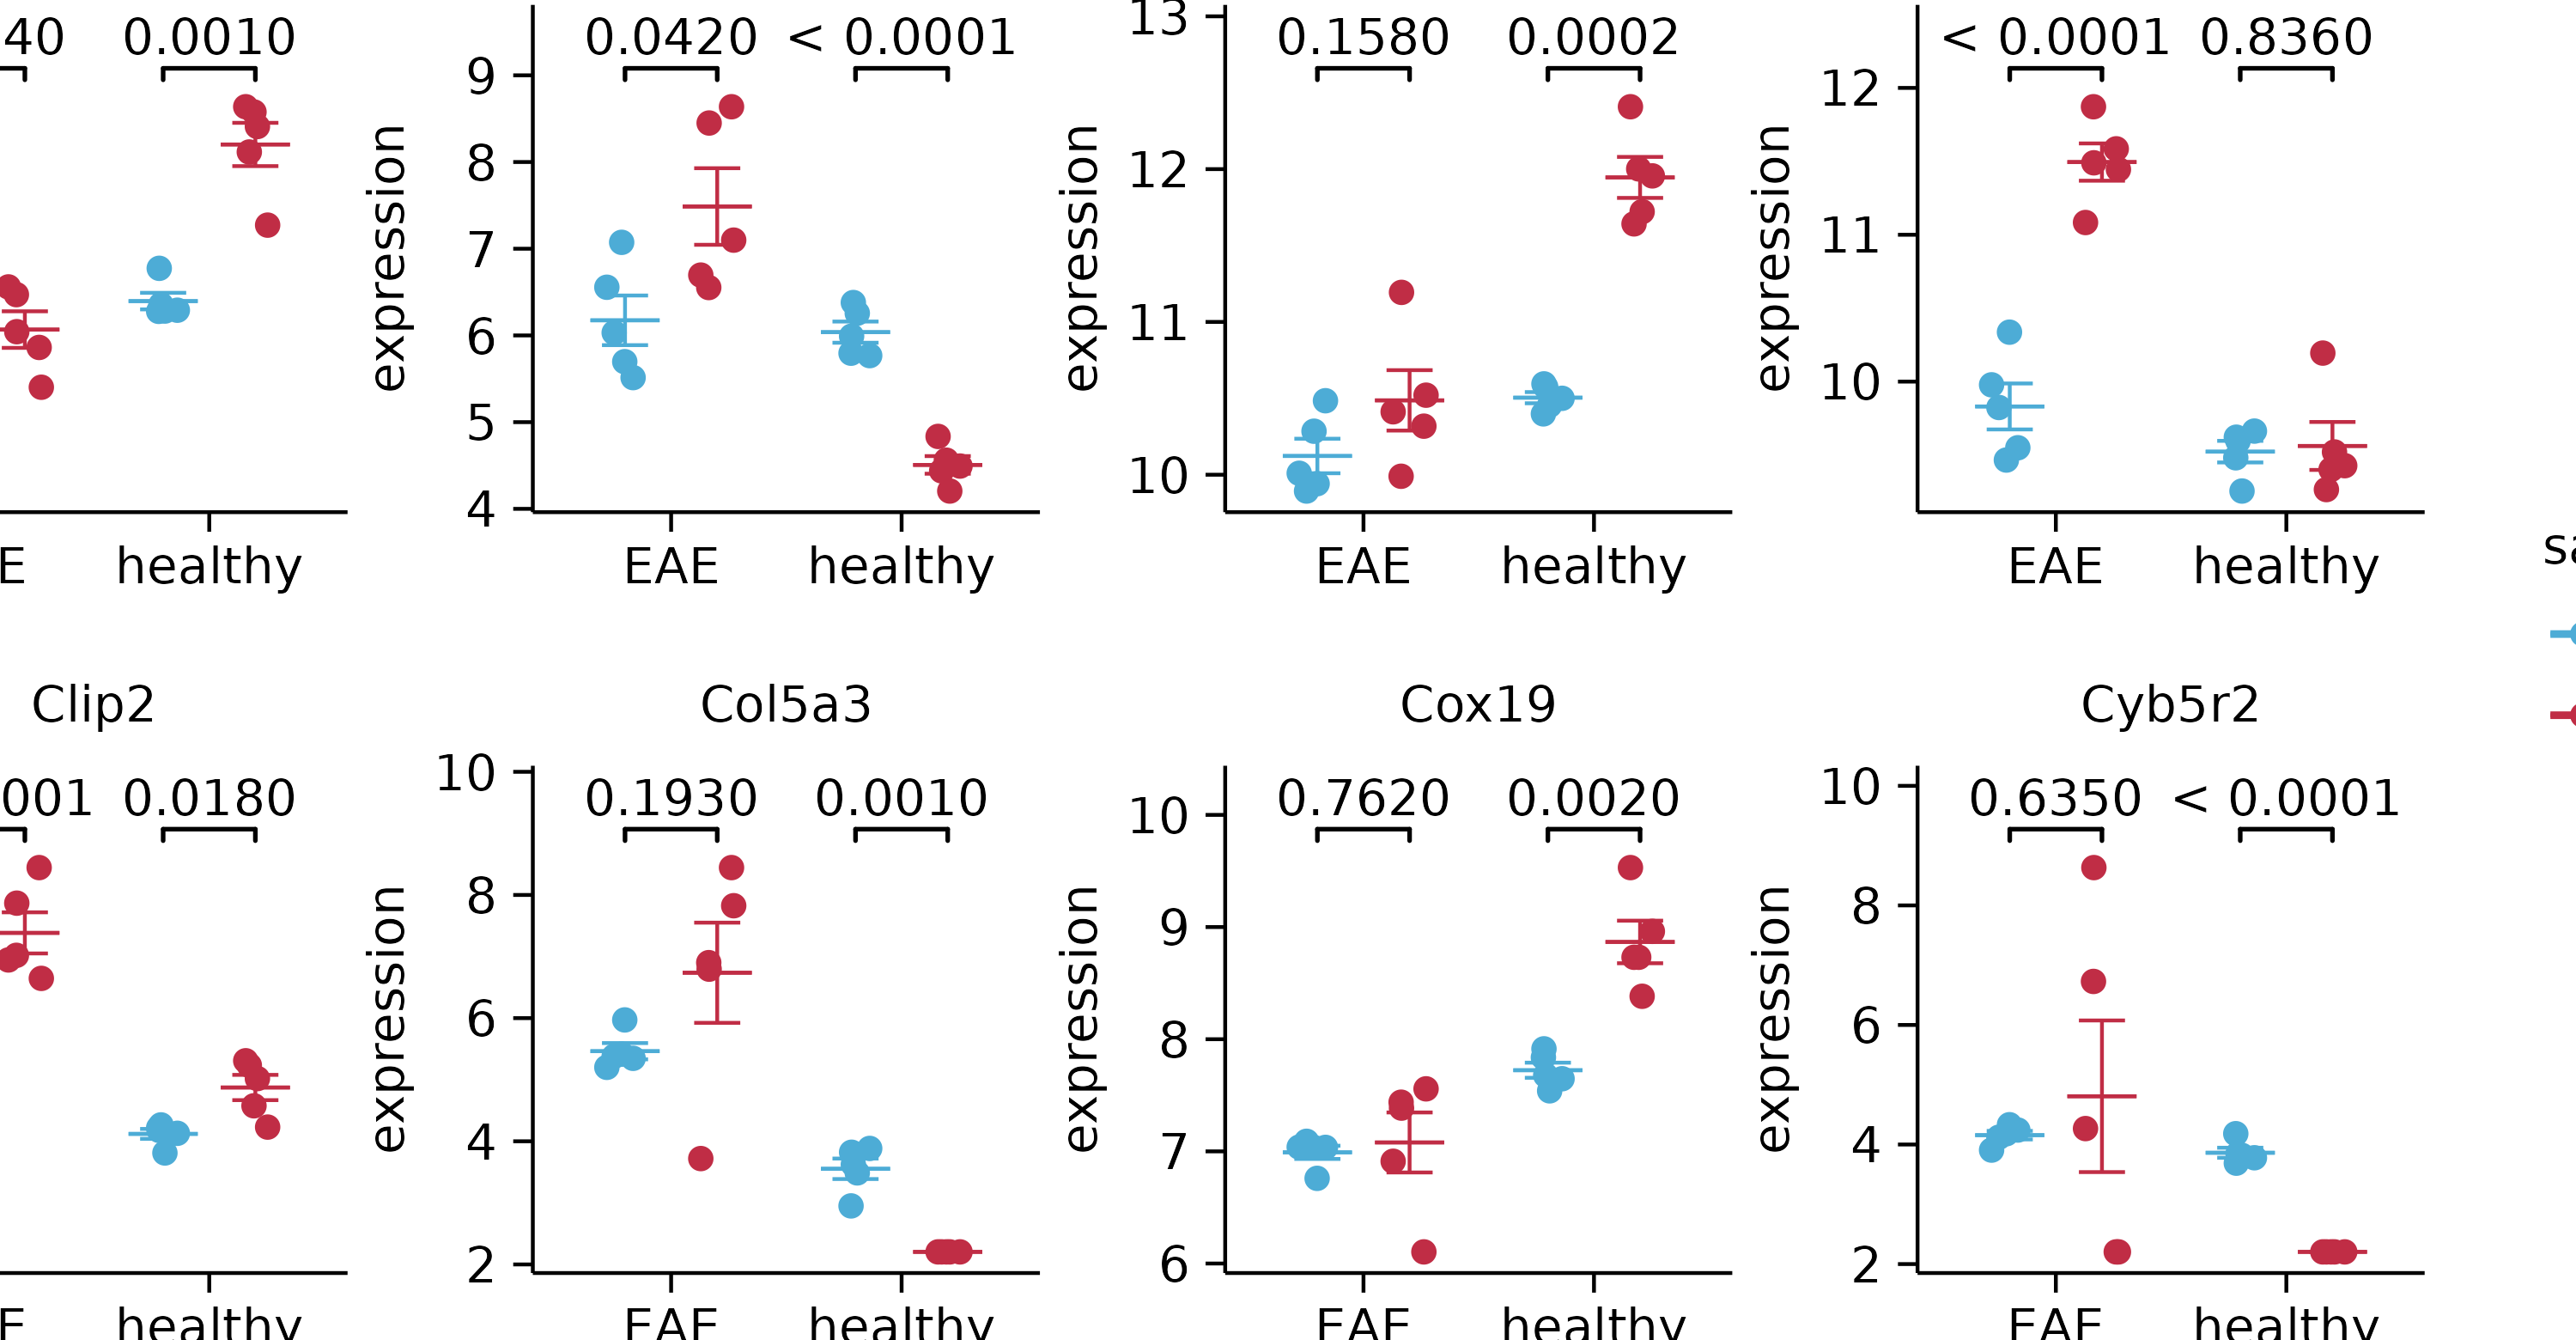 40 0.0010 0.0420 < 0.0001 0.1580 0.0002 < 0.0001 0.8360
9
8
7
6
5
4
expression
13
12
11
10
expression
12
11
10
expression
E healthy EAE healthy EAE healthy EAE healthy
sa
Clip2 Col5a3 Cox19 Cyb5r2
001 0.0180 0.1930 0.0010 0.7620 0.0020 0.6350 < 0.0001
10
8
6
4
2
expression
10
9
8
7
6
expression
10
8
6
4
2
expression
E healthy EAE healthy EAE healthy EAE healthy